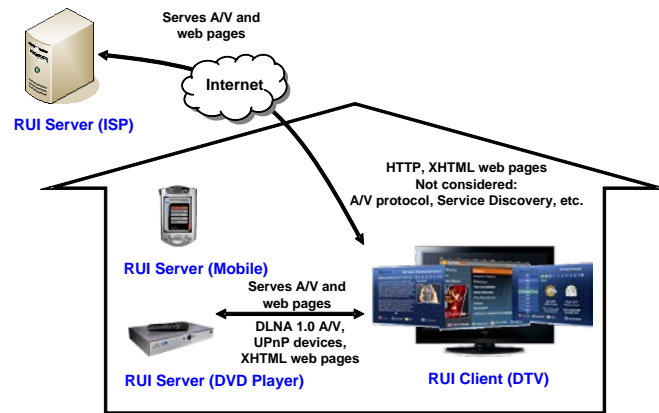 Serves A/V and
web pages
Internet
RUI Server (ISP)
HTTP, XHTML web pages
Not considered:
A/V protocol, Service Discovery, etc.
RUI Server (Mobile)
Serves A/V and
web pages
DLNA 1.0 A/V,
UPnP devices,
XHTML web pages
RUI Server (DVD Player)
RUI Client (DTV)